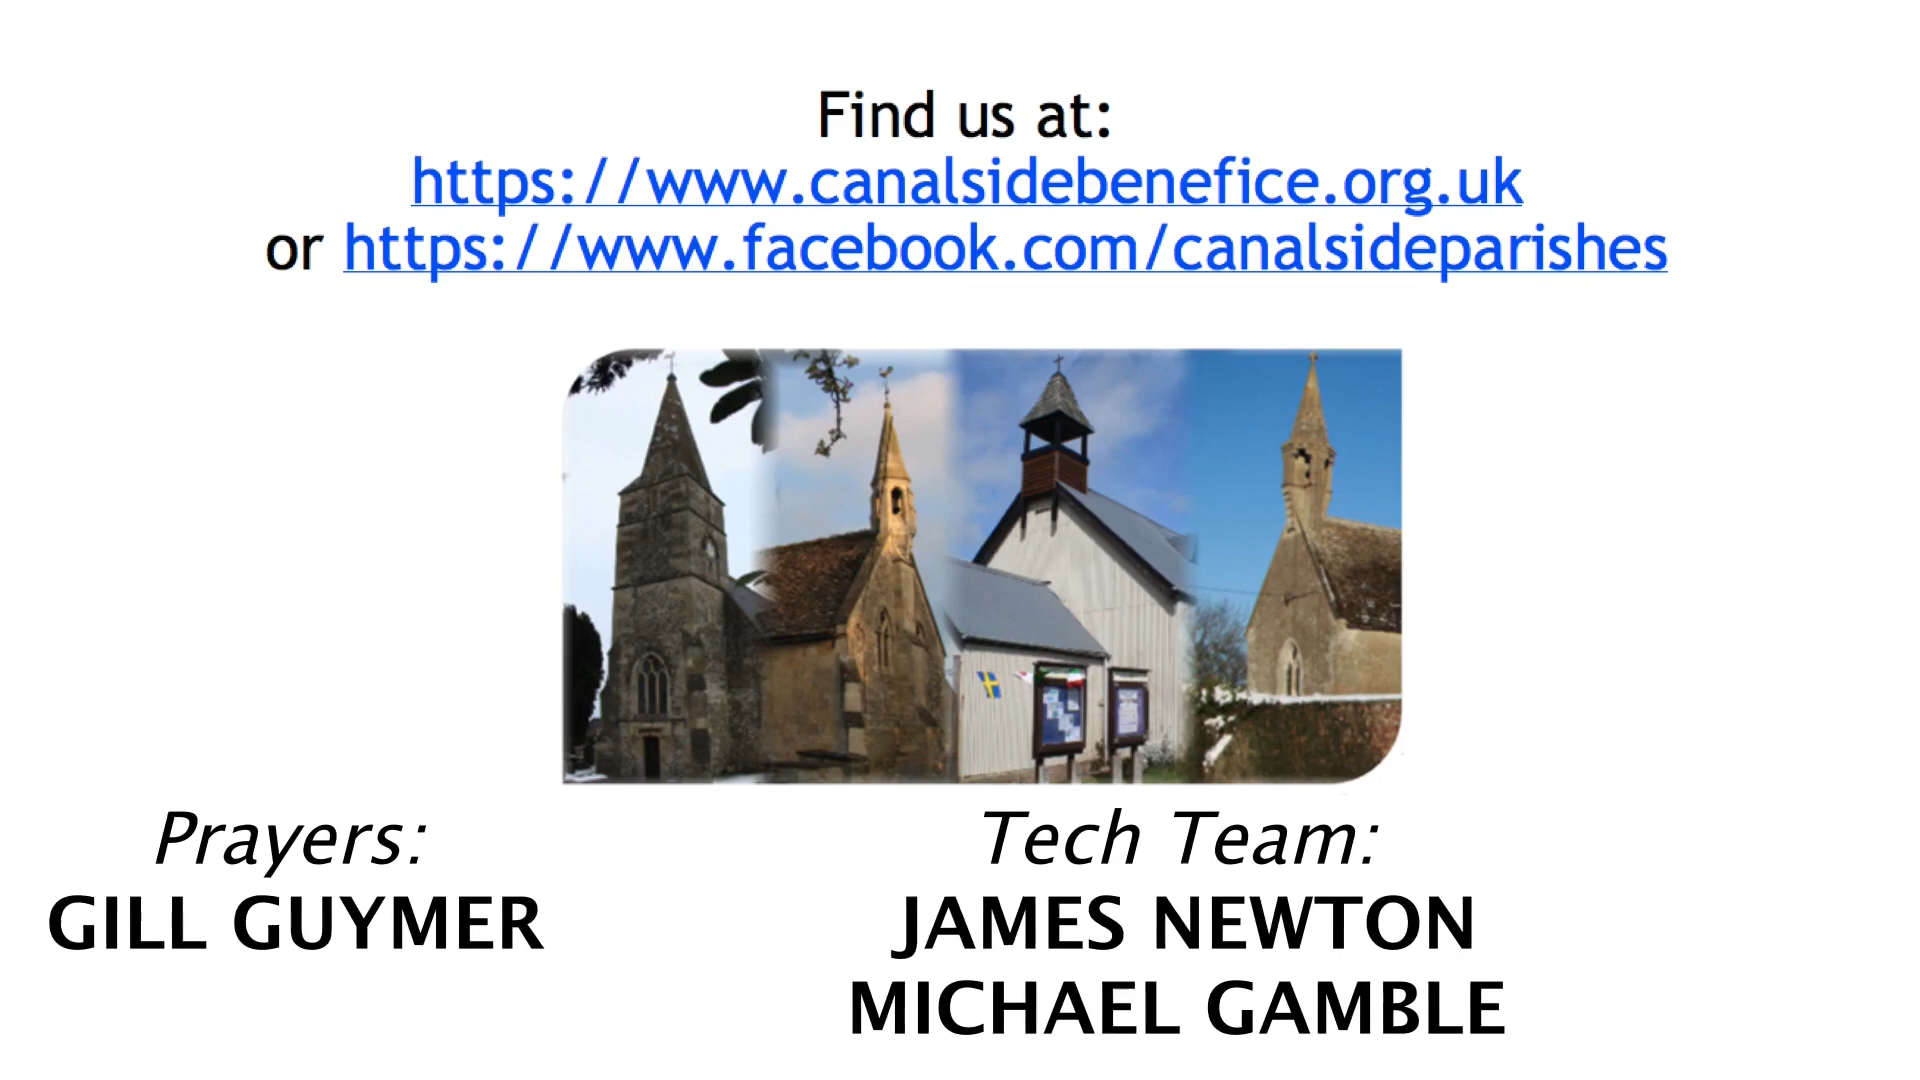 Find us at:
https://www.canalsidebenefice.org.uk
or https://www.facebook.com/canalsideparishes
Prayers:
GILL GUYMER
Tech Team:
JAMES NEWTON
MICHAEL GAMBLE